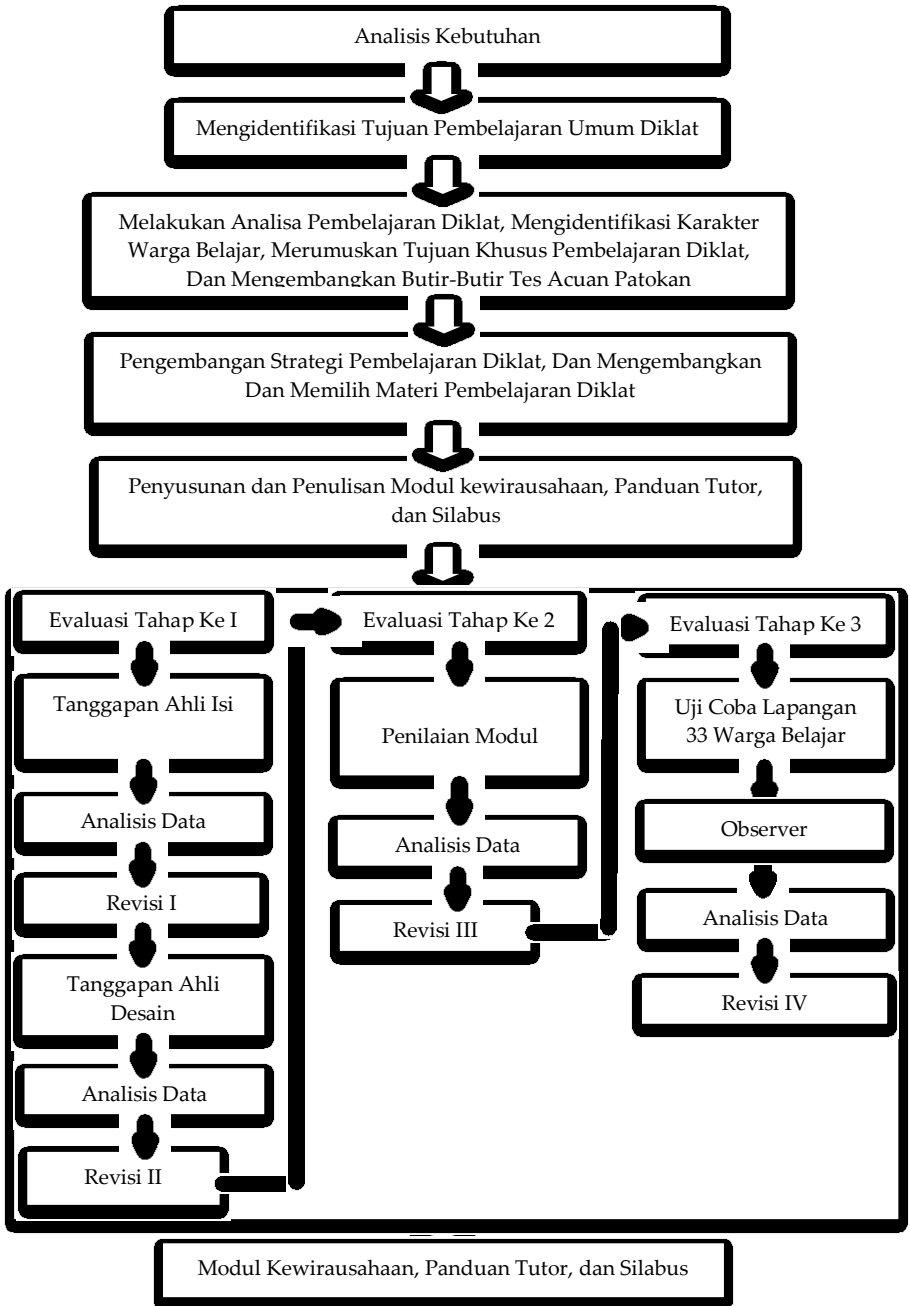 Analisis Kebutuhan
Mengidentifikasi Tujuan Pembelajaran Umum Diklat
Melakukan Analisa Pembelajaran Diklat, Mengidentifikasi Karakter
Warga Belajar, Merumuskan Tujuan Khusus Pembelajaran Diklat,
Dan Mengembangkan Butir-Butir Tes Acuan Patokan
Pengembangan Strategi Pembelajaran Diklat, Dan Mengembangkan
Dan Memilih Materi Pembelajaran Diklat
Penyusunan dan Penulisan Modul kewirausahaan, Panduan Tutor,
dan Silabus
Evaluasi Tahap Ke I
Tanggapan Ahli Isi
Analisis Data
Revisi I
Tanggapan Ahli
Desain
Analisis Data
Revisi II
Evaluasi Tahap Ke 2
Penilaian Modul
Analisis Data
Revisi III
Evaluasi Tahap Ke 3
Uji Coba Lapangan
33 Warga Belajar
Observer
Analisis Data
Revisi IV
Modul Kewirausahaan, Panduan Tutor, dan Silabus